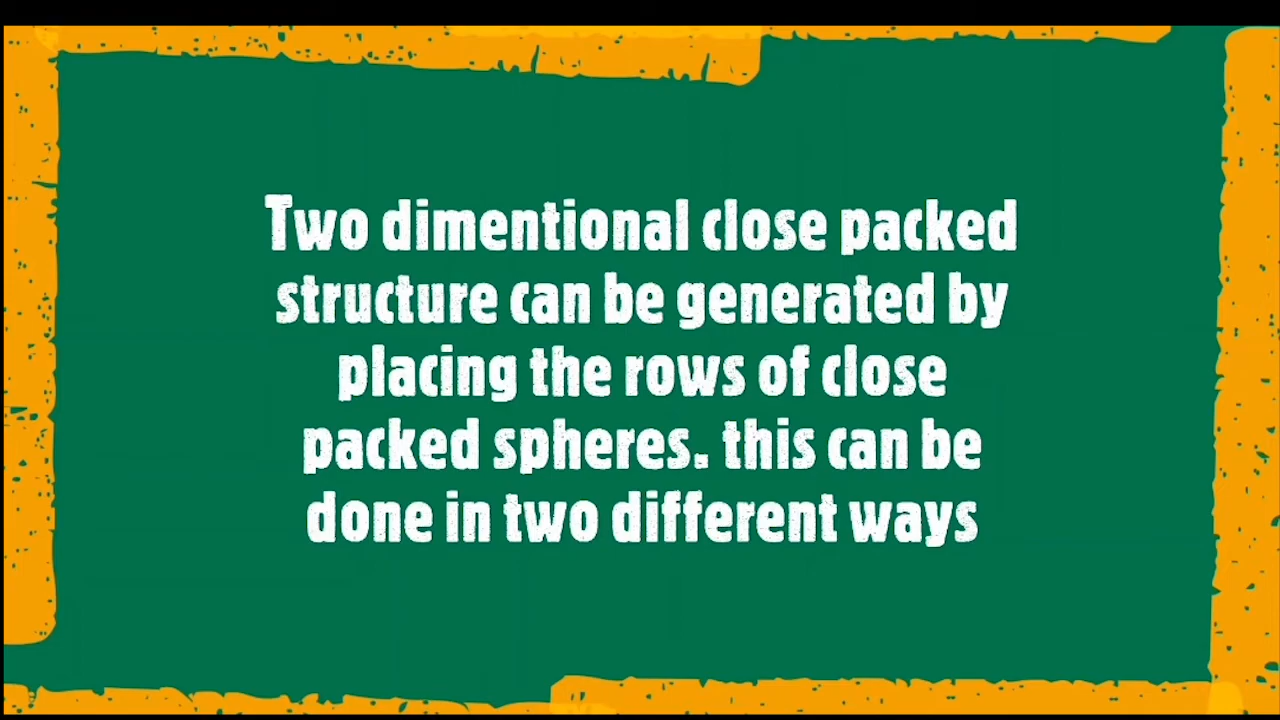 Two dimentional close packed
structure can be generated by
placing the rows of close
packed spheres. this can be
done in two different ways